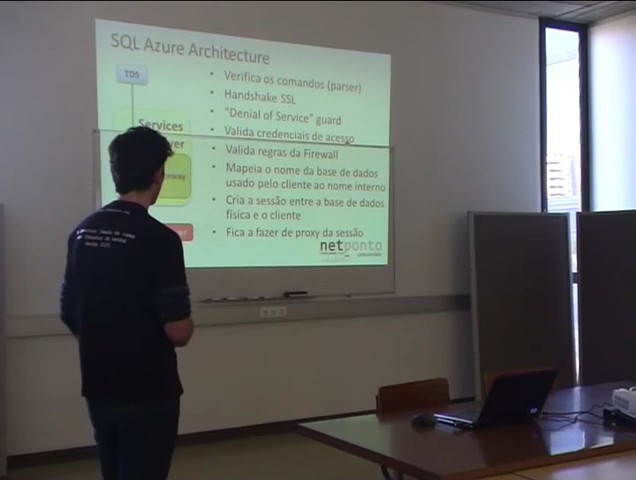 SQL Azure Architecture
TDS
• Verifica os comandos (parser)
• Handshake SSL
• "Denial of Service" guard
Services
• Valida credenciais de acesso
• Valida regras da Firewall
• Mapeia o nome da base de dados
usado pelo cliente ao nome interno
• Cria a sessão entre a base de dados
física e o cliente
• Fica a fazer de proxy da sessão
netponto
comunidade